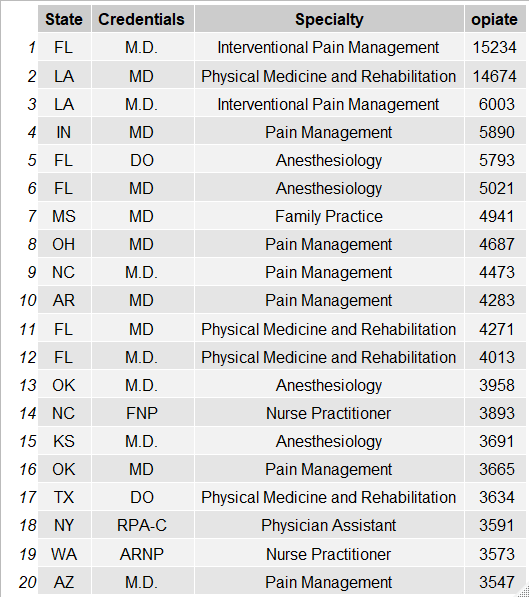 State Credentials Specialty opiate
1 FL M.D. Interventional Pain Management 15234
2 LA MD Physical Medicine and Rehabilitation 14674
3 LA M.D. Interventional Pain Management 6003
4 IN MD Pain Management 5890
5 FL DO Anesthesiology 5793
6 FL MD Anesthesiology 5021
7 MS MD Family Practice 4941
8 OH MD Pain Management 4687
9 NC M.D. Pain Management 4473
10 AR MD Pain Management 4283
11 FL MD Physical Medicine and Rehabilitation 4271
12 FL M.D. Physical Medicine and Rehabilitation 4013
13 OK M.D. Anesthesiology 3958
14 NC FNP Nurse Practitioner 3893
15 KS M.D. Anesthesiology 3691
16 OK MD Pain Management 3665
17 TX DO Physical Medicine and Rehabilitation 3634
18 NY RPA-C Physician Assistant 3591
19 WA ARNP Nurse Practitioner 3573
20 AZ M.D. Pain Management 3547